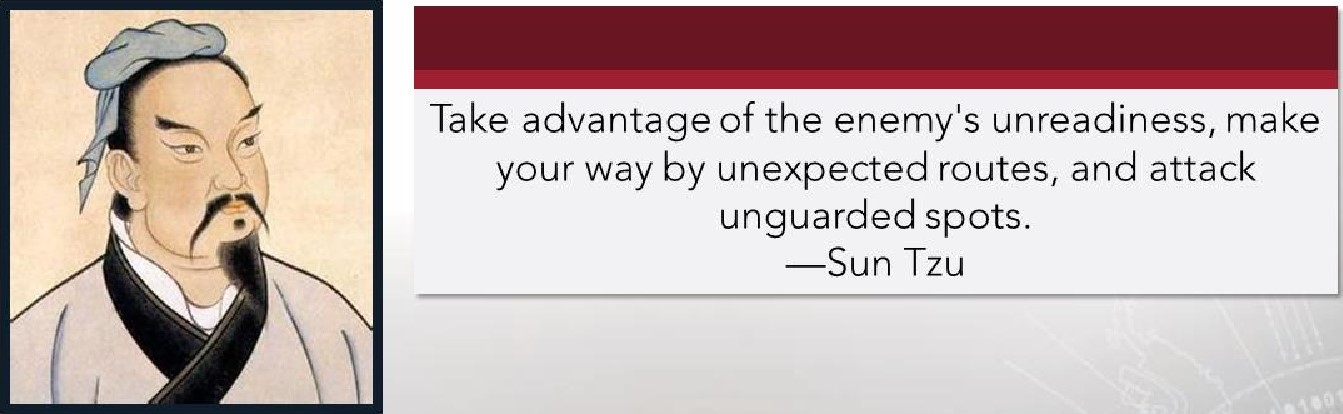 Take advantage of the enemy's unreadiness, make
your way by unexpected routes, and attack
unguarded spots.
—Sun Tzu